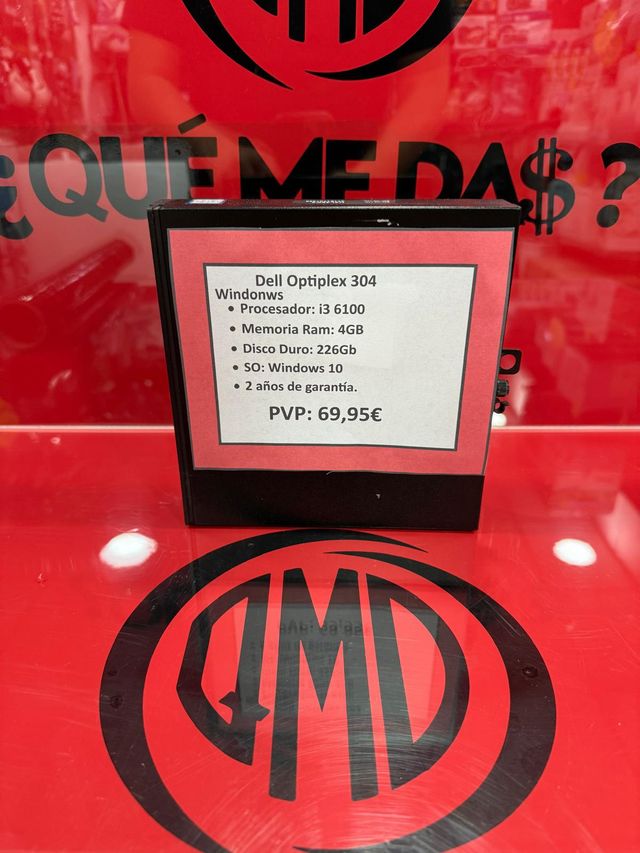 ¿QUÉ ME DA$?
Dell Optiplex 304
Windonws
• Procesador: i3 6100
• Memoria Ram: 4GB
• Disco Duro: 226Gb
• SO: Windows 10
• 2 años de garantía.
PVP: 69,95€
QMD